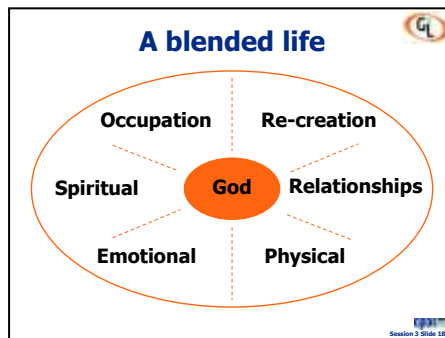 A blended life
GL
Occupation
Re-creation
Spiritual
God
Relationships
Emotional
Physical
Session 3 Slide 18